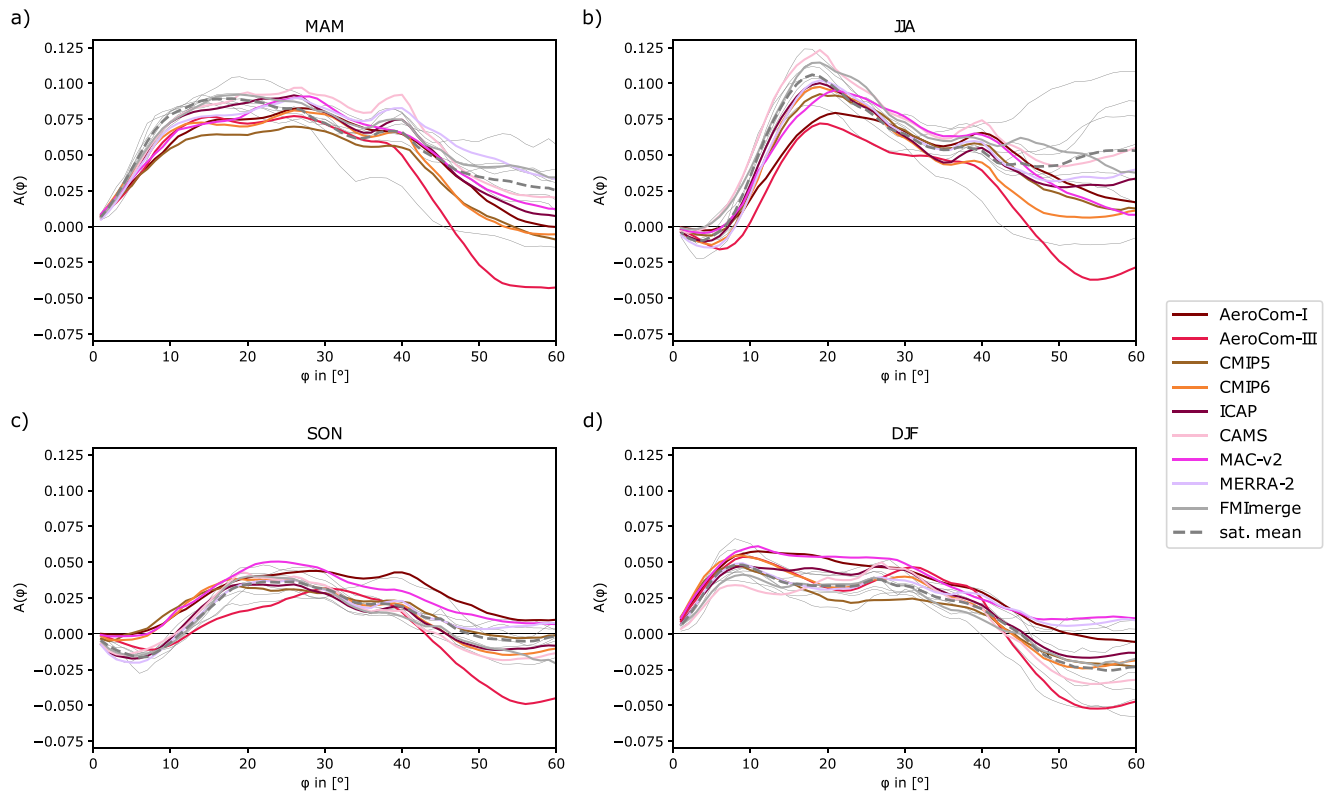 a)
MAM
0.125
0.100
0.075
0.050
0.025
0.000
−0.025
−0.050
−0.075
A(φ)
0 10 20 30 40 50 60
φ in [°]
b)
JJA
0.125
0.100
0.075
0.050
0.025
0.000
−0.025
−0.050
−0.075
A(φ)
0 10 20 30 40 50 60
φ in [°]
c)
SON
0.125
0.100
0.075
0.050
0.025
0.000
−0.025
−0.050
−0.075
A(φ)
0 10 20 30 40 50 60
φ in [°]
d)
DJF
0.125
0.100
0.075
0.050
0.025
0.000
−0.025
−0.050
−0.075
A(φ)
0 10 20 30 40 50 60
φ in [°]
AeroCom-I
AeroCom-III
CMIP5
CMIP6
ICAP
CAMS
MAC-v2
MERRA-2
FMImerge
sat. mean